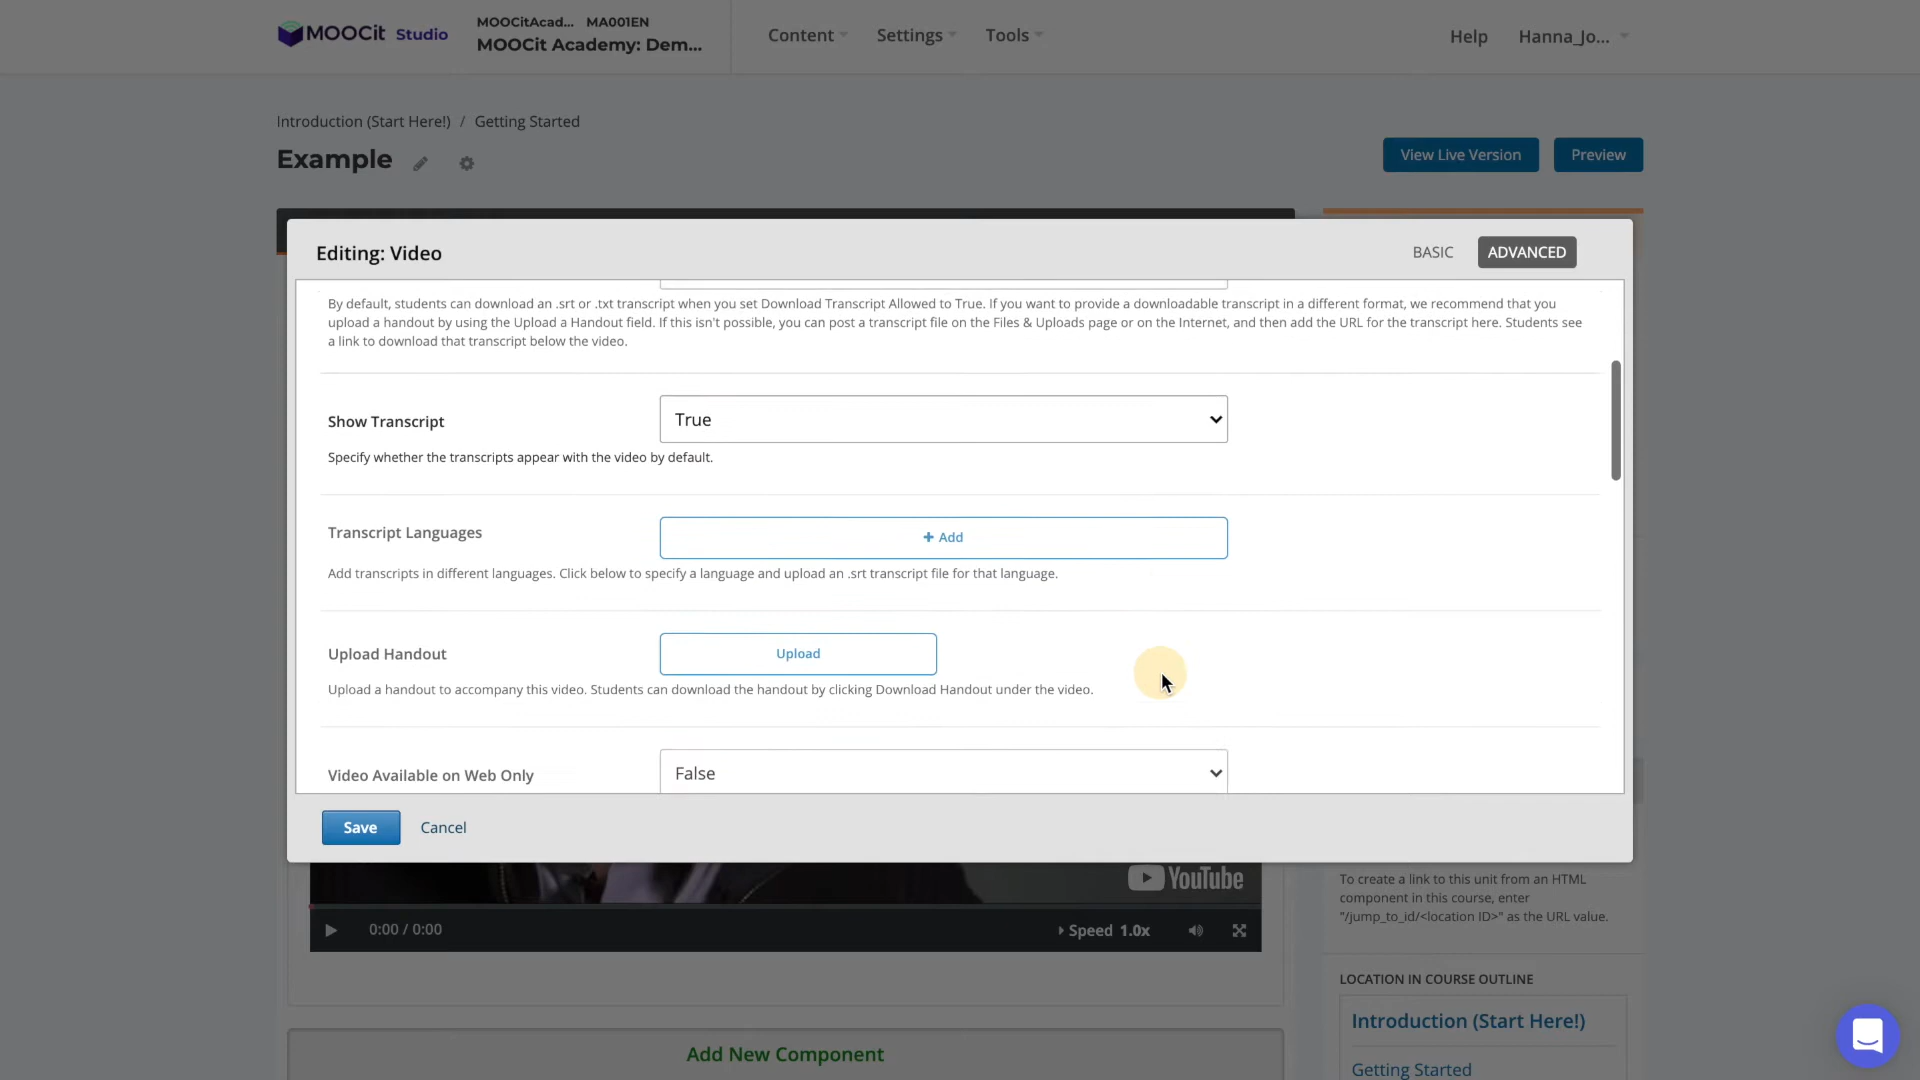 MOOCit Studio
MOOCitAcad... MA001EN
MOOCit Academy: Dem...
Content
Settings
Tools
Help
Hanna_Jo...
Introduction (Start Here!) / Getting Started
Example
View Live Version
Preview
Editing: Video
BASIC
ADVANCED
By default, students can download an .srt or .txt transcript when you set Download Transcript Allowed to True. If you want to provide a downloadable transcript in a different format, we recommend that you
upload a handout by using the Upload a Handout field. If this isn't possible, you can post a transcript file on the Files & Uploads page or on the Internet, and then add the URL for the transcript here. Students see
a link to download that transcript below the video.
Show Transcript
True
Specify whether the transcripts appear with the video by default.
Transcript Languages
+ Add
Add transcripts in different languages. Click below to specify a language and upload an .srt transcript file for that language.
Upload Handout
Upload
Upload a handout to accompany this video. Students can download the handout by clicking Download Handout under the video.
Video Available on Web Only
False
Save
Cancel
YouTube
0:00 / 0:00
Speed 1.0x
To create a link to this unit from an HTML
component in this course, enter
"/jump_to_id/<location ID>" as the URL value.
LOCATION IN COURSE OUTLINE
Introduction (Start Here!)
Getting Started
Add New Component